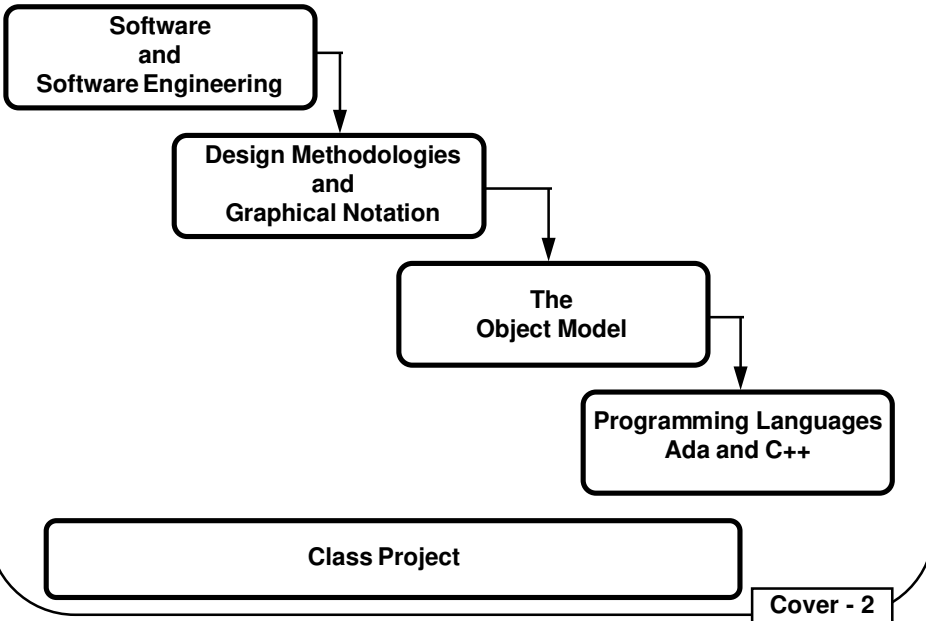 Software
and
Software Engineering
Design Methodologies
and
Graphical Notation
The
Object Model
Programming Languages
Ada and C++
Class Project
Cover - 2